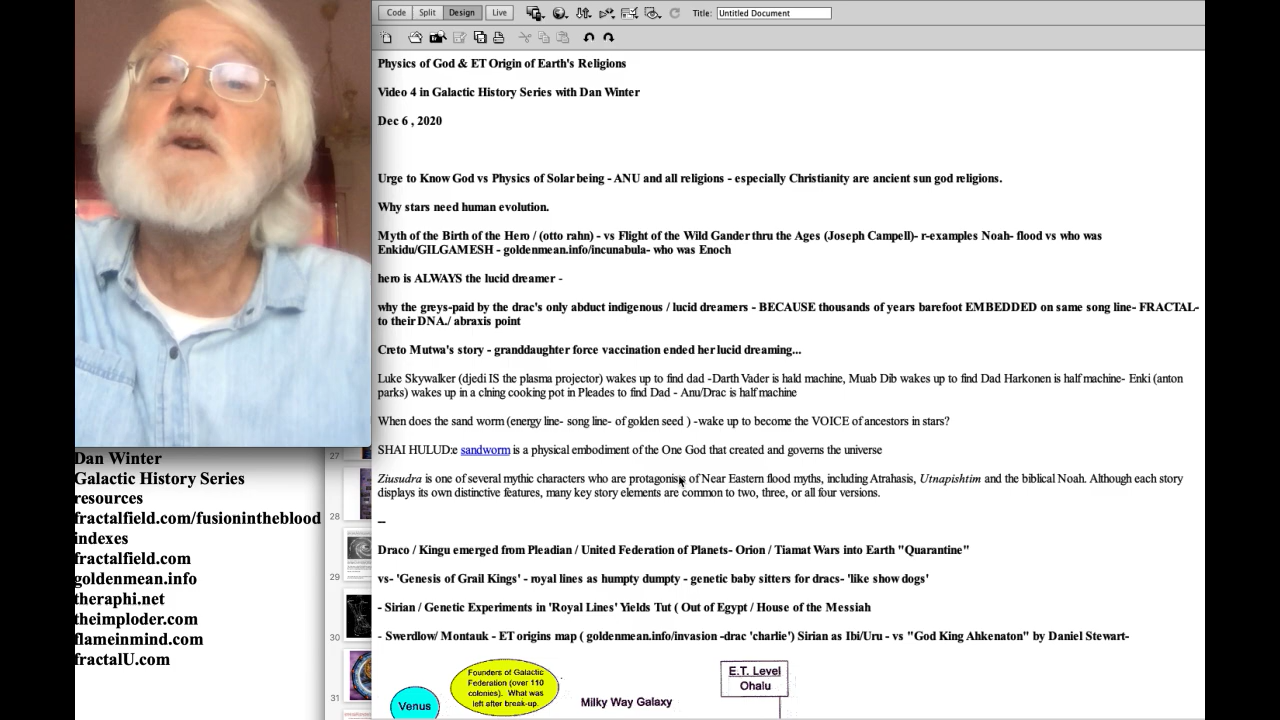 Code Split Design Live Title: Untitled Document
Physics of God & ET Origin of Earth's Religions
Video 4 in Galactic History Series with Dan Winter
Dec 6 , 2020
Urge to Know God vs Physics of Solar being - ANU and all religions - especially Christianity are ancient sun god religions.
Why stars need human evolution.
Myth of the Birth of the Hero / (otto rahn) - vs Flight of the Wild Gander thru the Ages (Joseph Campell)- r-examples Noah- flood vs who was
Enkidu/GILGAMESH - goldenmean.info/incunabula- who was Enoch
hero is ALWAYS the lucid dreamer -
why the greys-paid by the drac's only abduct indigenous / lucid dreamers - BECAUSE thousands of years barefoot EMBEDDED on same song line- FRACTAL-
to their DNA./ abraxis point
Creto Mutwa's story - granddaughter force vaccination ended her lucid dreaming...
Luke Skywalker (djedi IS the plasma projector) wakes up to find dad -Darth Vader is hald machine, Muab Dib wakes up to find Dad Harkonen is half machine- Enki (anton
parks) wakes up in a clning cooking pot in Pleades to find Dad - Anu/Drac is half machine
When does the sand worm (energy line- song line- of golden seed ) -wake up to become the VOICE of ancestors in stars?
SHAI HULUD:e sandworm is a physical embodiment of the One God that created and governs the universe
Ziusudra is one of several mythic characters who are protagonists of Near Eastern flood myths, including Atrahasis, Utnapishtim and the biblical Noah. Although each story
displays its own distinctive features, many key story elements are common to two, three, or all four versions.
--
Draco / Kingu emerged from Pleadian / United Federation of Planets- Orion / Tiamat Wars into Earth "Quarantine"
vs- 'Genesis of Grail Kings' - royal lines as humpty dumpty - genetic baby sitters for dracs- 'like show dogs'
- Sirian / Genetic Experiments in 'Royal Lines' Yields Tut ( Out of Egypt / House of the Messiah
- Swerdlow/ Montauk - ET origins map ( goldenmean.info/invasion -drac 'charlie') Sirian as Ibi/Uru - vs "God King Ahkenaton" by Daniel Stewart-
Venus
Founders of Galactic
Federation (over 110
colonies). What was
left after break-up.
Milky Way Galaxy
E.T. Level
Ohalu
Dan Winter
Galactic History Series
resources
fractalfield.com/fusionintheblood
indexes
fractalfield.com
goldenmean.info
theraphi.net
theimploder.com
flameinmind.com
fractalU.com
27
28
29
30
31